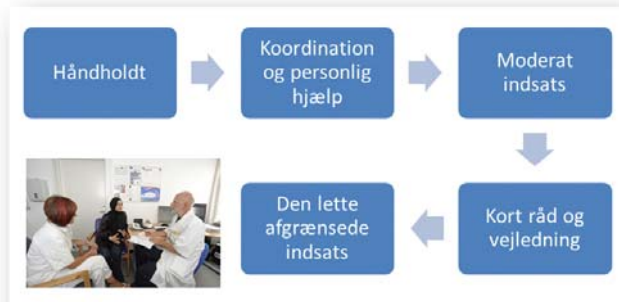 Håndholdt
Koordination
og personlig
hjælp
Moderat
indsats
Kort råd og
vejledning
Den lette
afgrænsede
indsats